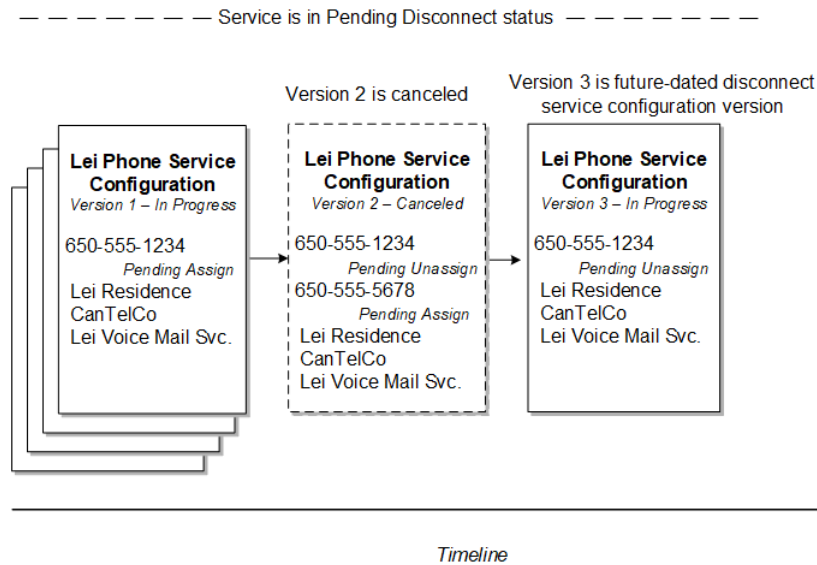 Service is in Pending Disconnect status
Version 2 is canceled
Version 3 is future-dated disconnect
service configuration version
Lei Phone Service
Configuration
Version 1 – In Progress
650-555-1234
Pending Assign
Lei Residence
CanTelCo
Lei Voice Mail Svc.
Lei Phone Service
Configuration
Version 2 – Canceled
650-555-1234
Pending Unassign
650-555-5678
Pending Assign
Lei Residence
CanTelCo
Lei Voice Mail Svc.
Lei Phone Service
Configuration
Version 3 – In Progress
650-555-1234
Pending Unassign
Lei Residence
CanTelCo
Lei Voice Mail Svc.
Timeline